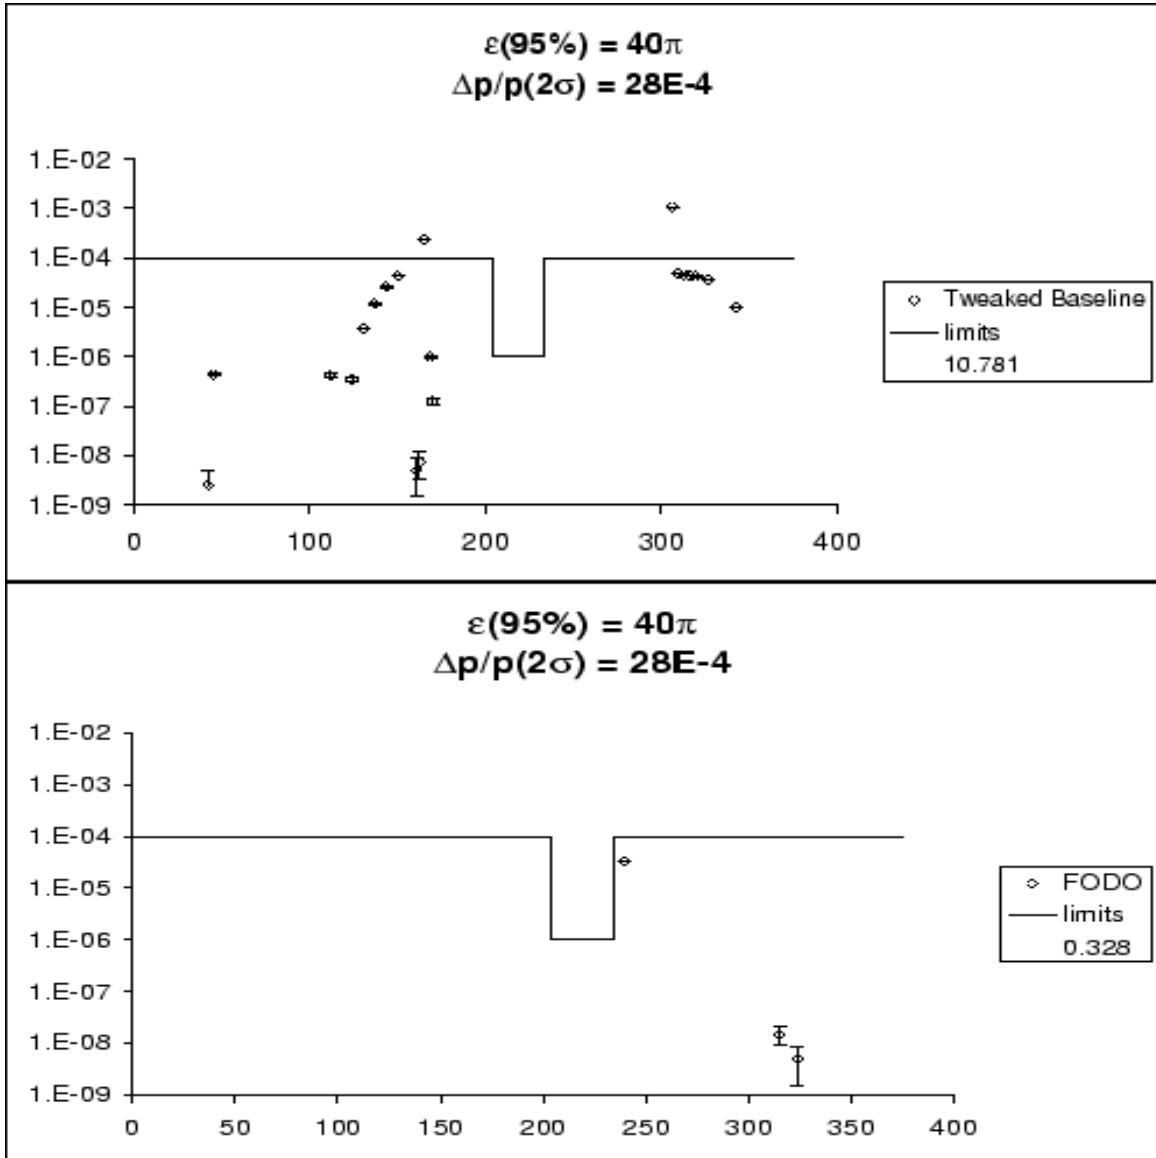 ε(95%) = 40π
Δp/p(2σ) = 28E-4
1.E-02
1.E-03
1.E-04
1.E-05
1.E-06
1.E-07
1.E-08
1.E-09
0 100 200 300 400
Tweaked Baseline
limits
10.781
ε(95%) = 40π
Δp/p(2σ) = 28E-4
1.E-02
1.E-03
1.E-04
1.E-05
1.E-06
1.E-07
1.E-08
1.E-09
0 50 100 150 200 250 300 350 400
FODO
limits
0.328